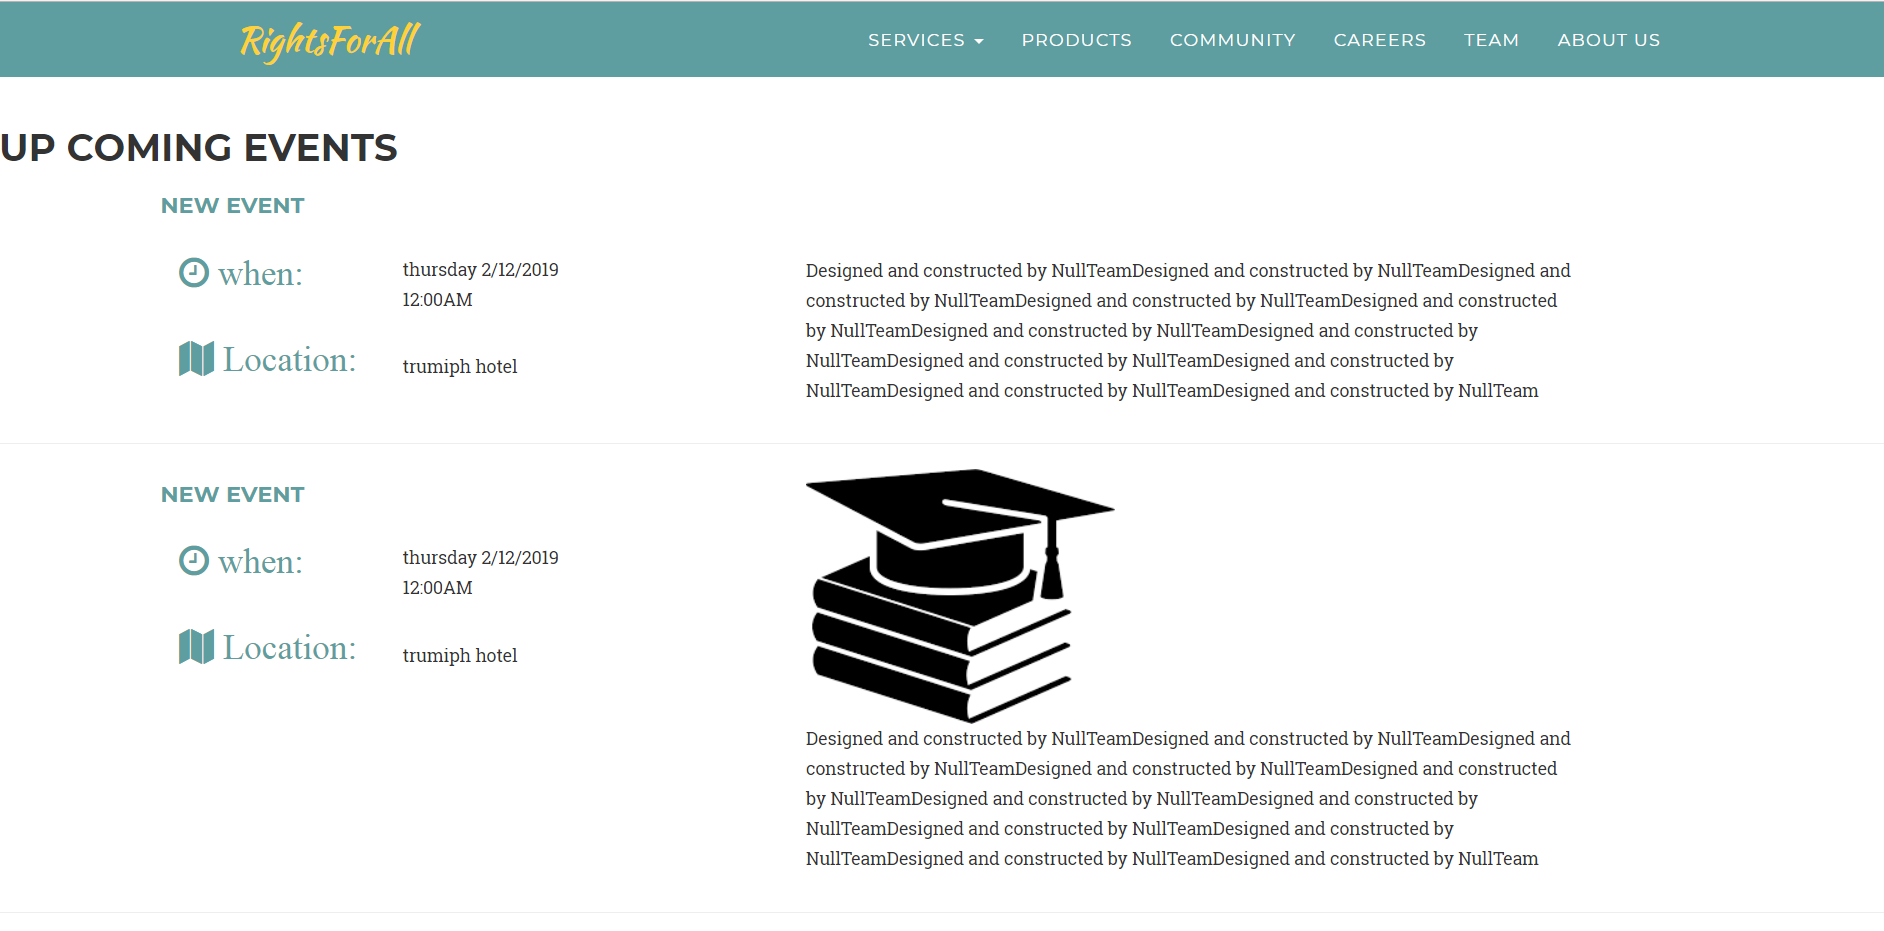 RightsForAll
SERVICES PRODUCTS COMMUNITY CAREERS TEAM ABOUT US
UP COMING EVENTS
NEW EVENT
when:
thursday 2/12/2019
12:00AM
Location:
trumiph hotel
Designed and constructed by NullTeamDesigned and constructed by NullTeamDesigned and
constructed by NullTeamDesigned and constructed by NullTeamDesigned and constructed
by NullTeamDesigned and constructed by NullTeamDesigned and constructed by
NullTeamDesigned and constructed by NullTeamDesigned and constructed by
NullTeamDesigned and constructed by NullTeamDesigned and constructed by NullTeam
NEW EVENT
when:
thursday 2/12/2019
12:00AM
Location:
trumiph hotel
Designed and constructed by NullTeamDesigned and constructed by NullTeamDesigned and
constructed by NullTeamDesigned and constructed by NullTeamDesigned and constructed
by NullTeamDesigned and constructed by NullTeamDesigned and constructed by
NullTeamDesigned and constructed by NullTeamDesigned and constructed by
NullTeamDesigned and constructed by NullTeamDesigned and constructed by NullTeam